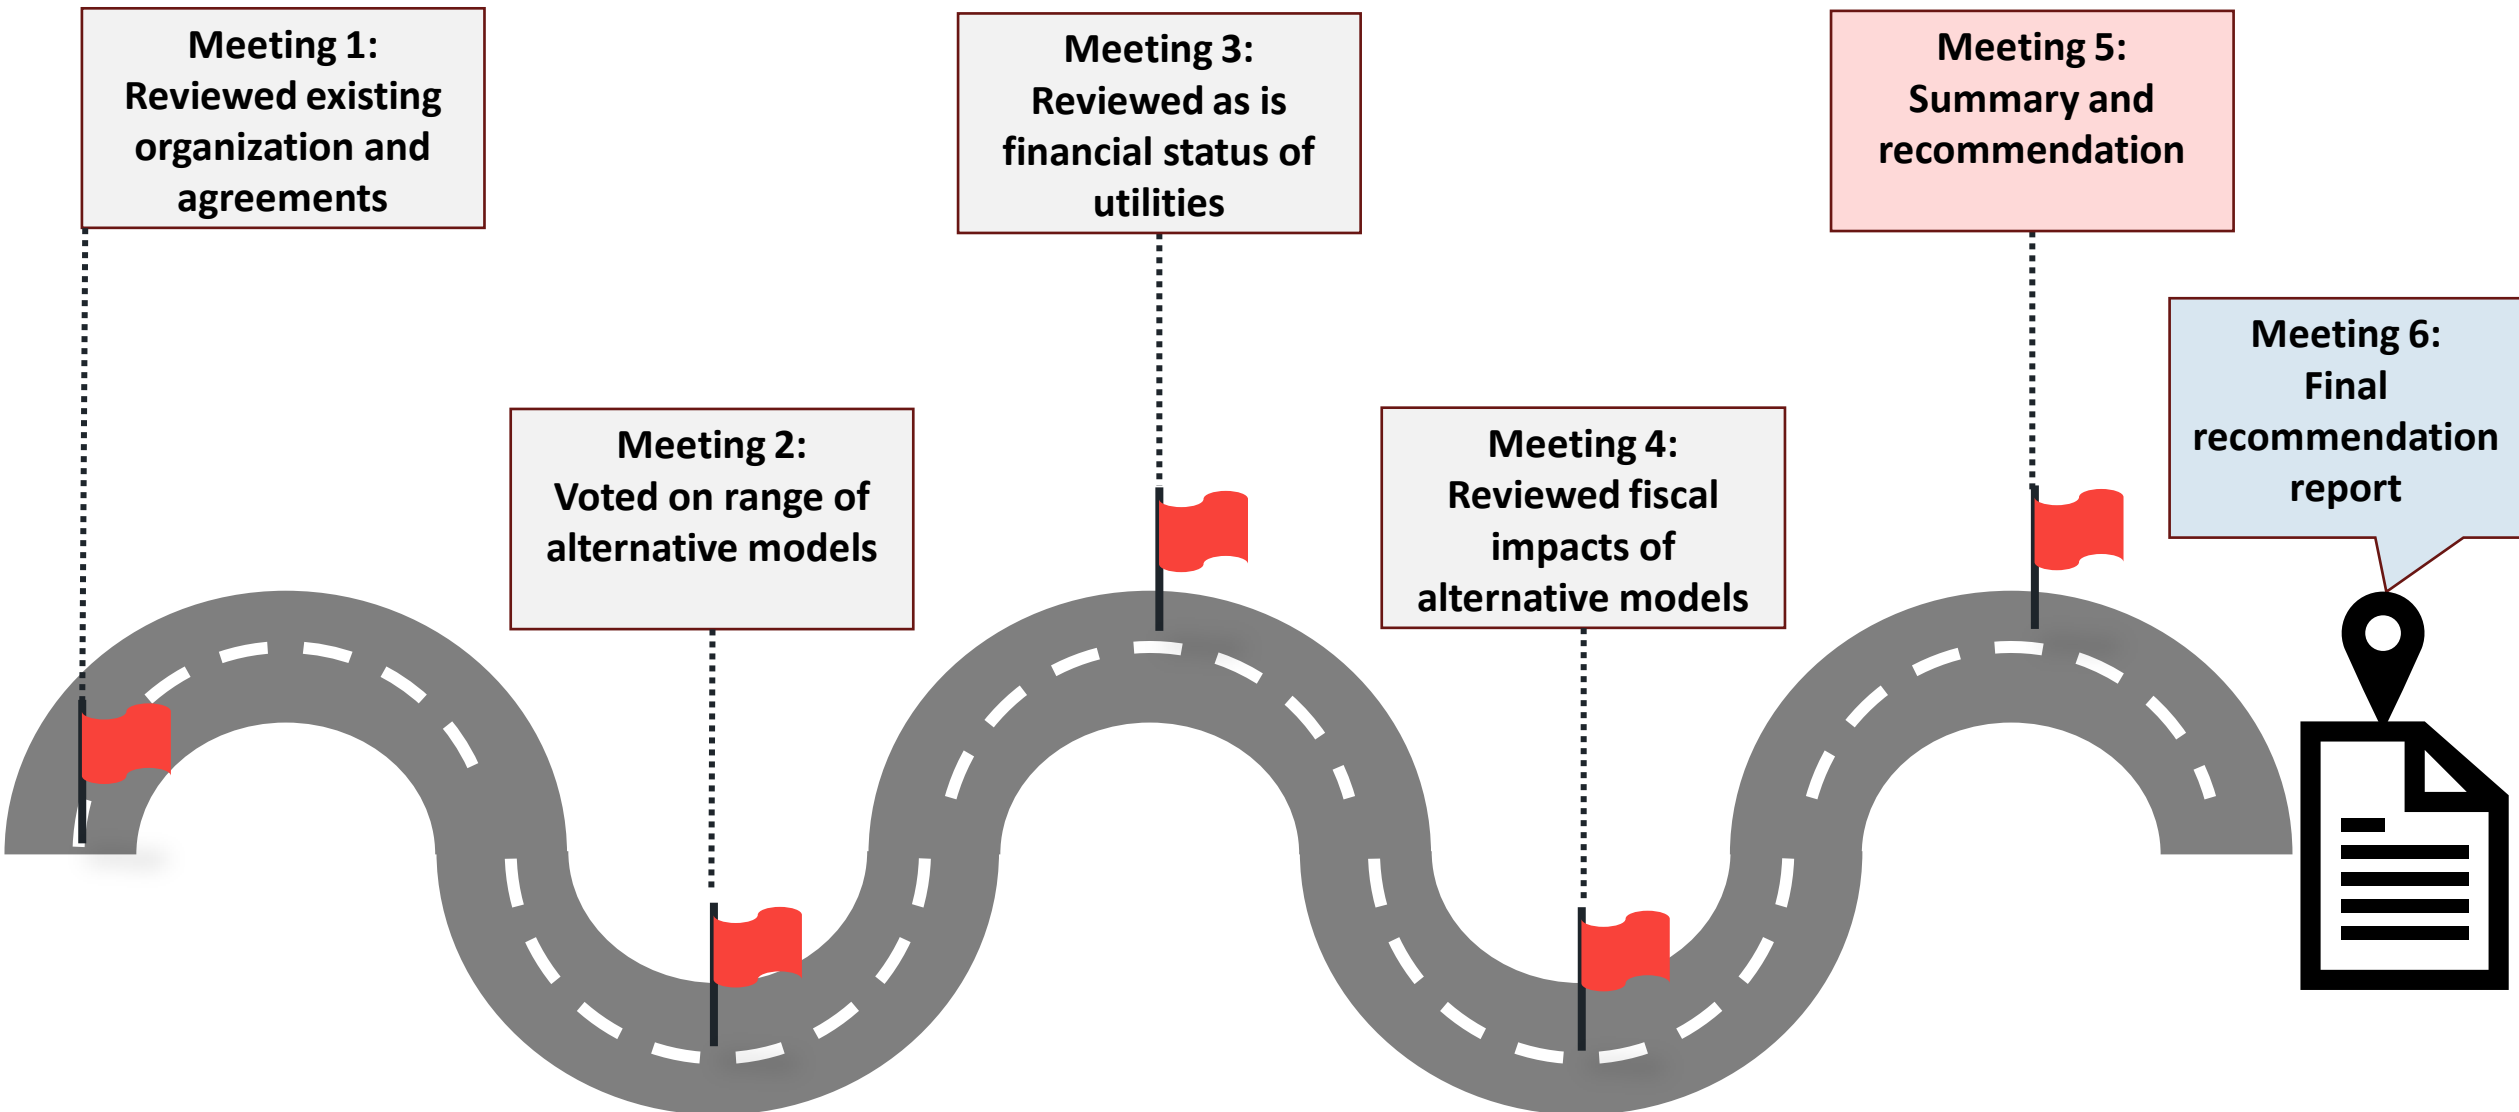 Meeting 1:
Reviewed existing
organization and
agreements
Meeting 2:
Voted on range of
alternative models
Meeting 3:
Reviewed as is
financial status of
utilities
Meeting 4:
Reviewed fiscal
impacts of
alternative models
Meeting 5:
Summary and
recommendation
Meeting 6:
Final
recommendation
report